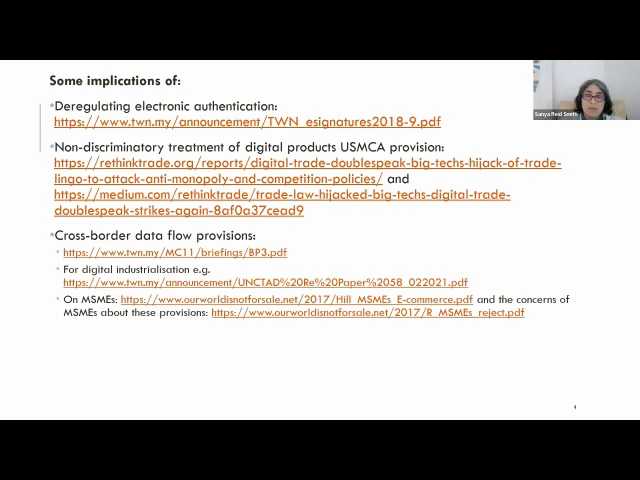 Some implications of:
•Deregulating electronic authentication:
https://www.twn.my/announcement/TWN_esignatures2018-9.pdf
•Non-discriminatory treatment of digital products USMCA provision:
https://rethinktrade.org/reports/digital-trade-doublespeak-big-techs-hijack-of-trade-
lingo-to-attack-anti-monopoly-and-competition-policies/ and
https://medium.com/rethinktrade/trade-law-hijacked-big-techs-digital-trade-
doublespeak-strikes-again-8af0a37cead9
•Cross-border data flow provisions:
• https://www.twn.my/MC11/briefings/BP3.pdf
• For digital industrialisation e.g.
https://www.twn.my/announcement/UNCTAD%20Re%20Paper%2058_022021.pdf
• On MSMEs: https://www.ourworldisnotforsale.net/2017/Hill_MSMEs_E-commerce.pdf and the concerns of
MSMEs about these provisions: https://www.ourworldisnotforsale.net/2017/R_MSMEs_reject.pdf
Sanya Reid Smith
4